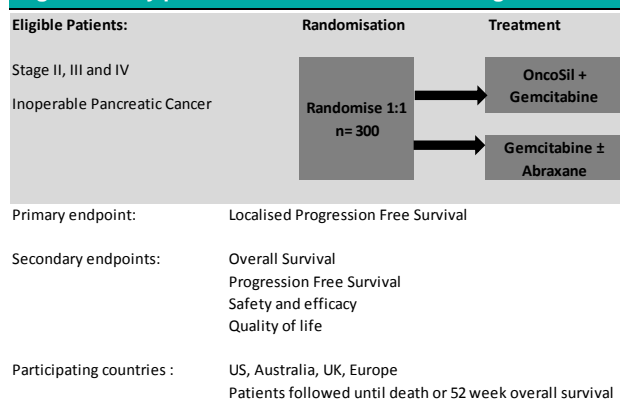 Eligible Patients: Randomisation Treatment
Stage II, III and IV
Inoperable Pancreatic Cancer
Randomise 1:1
n= 300
OncoSil +
Gemcitabine
Gemcitabine ±
Abraxane
Primary endpoint: Localised Progression Free Survival
Secondary endpoints: Overall Survival
Progression Free Survival
Safety and efficacy
Quality of life
Participating countries : US, Australia, UK, Europe
Patients followed until death or 52 week overall survival